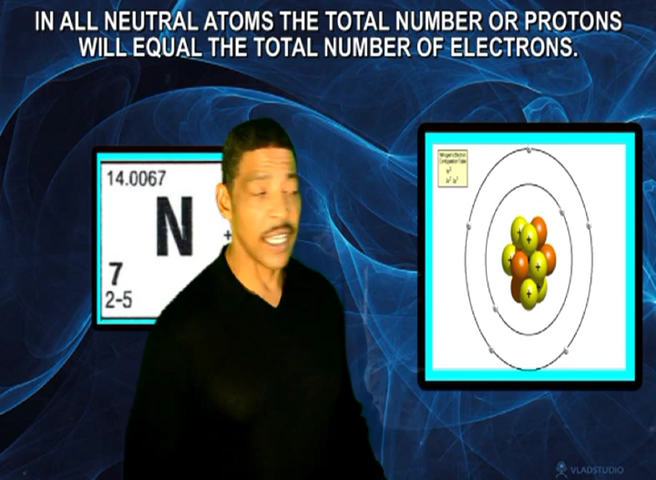 IN ALL NEUTRAL ATOMS THE TOTAL NUMBER OR PROTONS
WILL EQUAL THE TOTAL NUMBER OF ELECTRONS.
14.0067
N
+
7
2-5
+ +
+ +
+
VLADSTUDIO